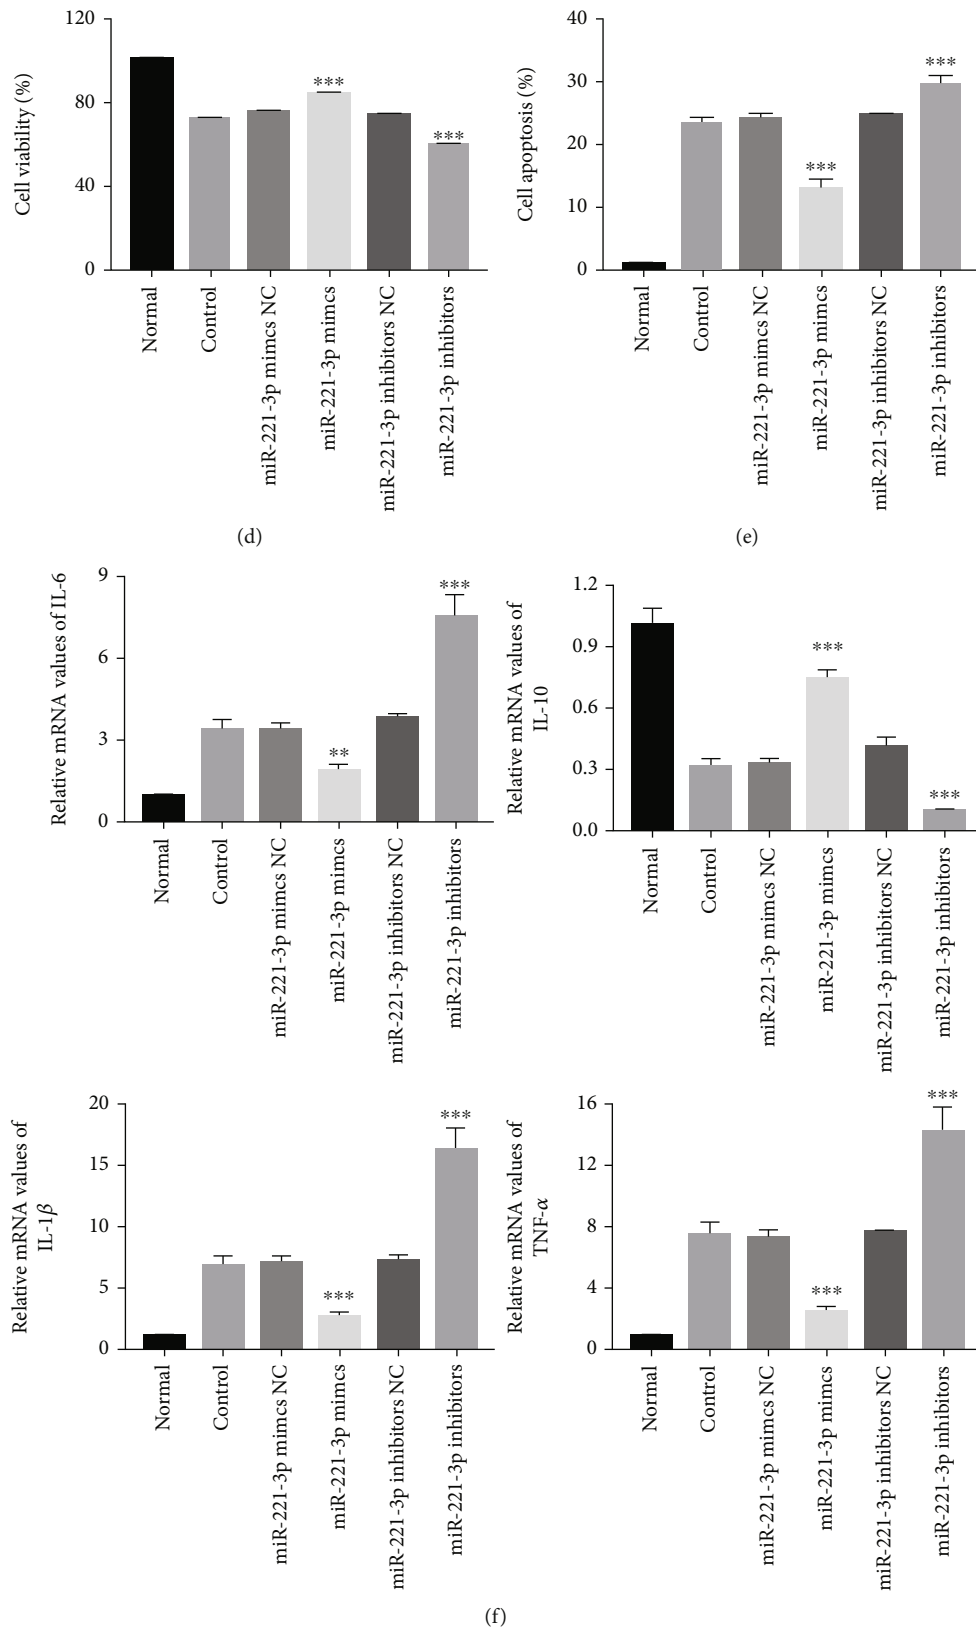 120
80
40
0
Cell viability (%)
***
***
Normal
Control
miR-221-3p mimcs NC
miR-221-3p mimcs
miR-221-3p inhibitors NC
miR-221-3p inhibitors
(d)
40
30
20
10
0
Cell apoptosis (%)
***
***
Normal
Control
miR-221-3p mimcs NC
miR-221-3p mimcs
miR-221-3p inhibitors NC
miR-221-3p inhibitors
(e)
9
6
3
0
Relative mRNA values of IL-6
**
***
Normal
Control
miR-221-3p mimcs NC
miR-221-3p mimcs
miR-221-3p inhibitors NC
miR-221-3p inhibitors
1.2
0.9
0.6
0.3
0.0
Relative mRNA values of
IL-10
***
***
Normal
Control
miR-221-3p mimcs NC
miR-221-3p mimcs
miR-221-3p inhibitors NC
miR-221-3p inhibitors
20
15
10
5
0
Relative mRNA values of
IL-1β
***
***
Normal
Control
miR-221-3p mimcs NC
miR-221-3p mimcs
miR-221-3p inhibitors NC
miR-221-3p inhibitors
16
12
8
4
0
Relative mRNA values of
TNF-α
***
***
Normal
Control
miR-221-3p mimcs NC
miR-221-3p mimcs
miR-221-3p inhibitors NC
miR-221-3p inhibitors
(f)